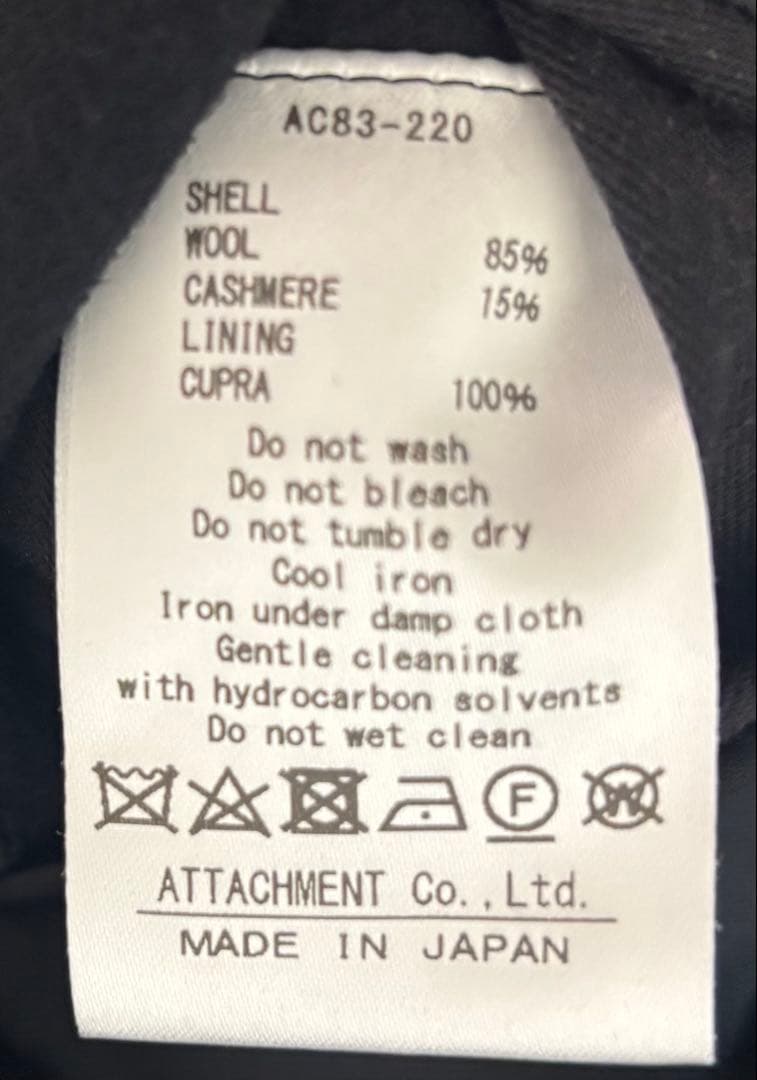 AC83-220
SHELL
WOOL 85%
CASHMERE 15%
LINING
CUPRA 100%
Do not wash
Do not bleach
Do not tumble dry
Cool iron
Iron under damp cloth
Gentle cleaning
with hydrocarbon solvents
Do not wet clean
F W
ATTACHMENT Co.,Ltd.
MADE IN JAPAN